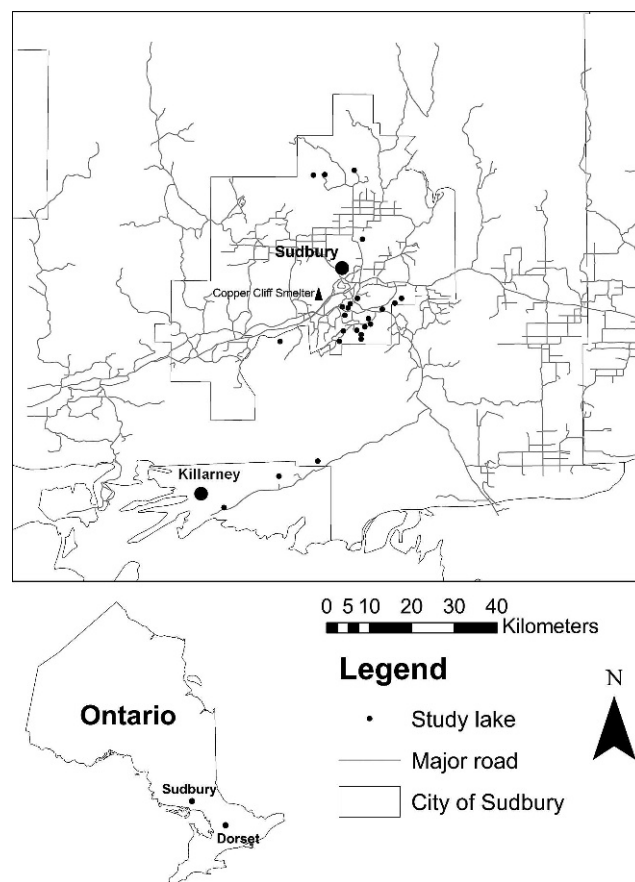 Sudbury
Copper Cliff Smelter
Killarney
0 5 10 20 30 40
Kilometers
Legend
Study lake
Major road
City of Sudbury
N
Ontario
Sudbury
Dorset